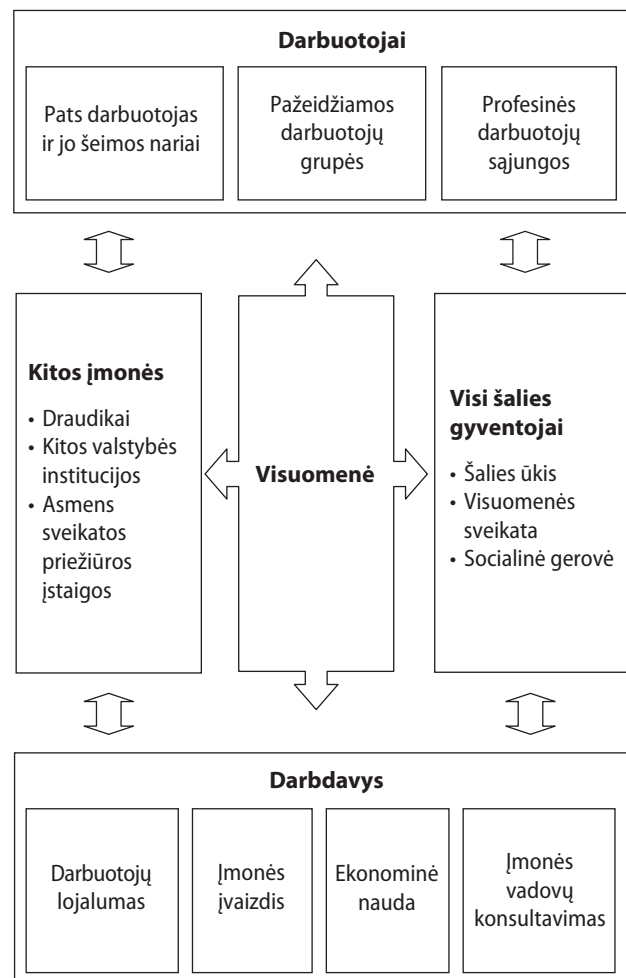 Darbuotojai
Pats darbuotojas
ir jo šeimos nariai
Pažeidžiamos
darbuotojų
grupės
Profesinės
darbuotojų
sąjungos
Kitos įmonės
• Draudikai
• Kitos valstybės
institucijos
• Asmens
sveikatos
priežiūros
įstaigos
Visuomenė
Visi šalies
gyventojai
• Šalies ūkis
• Visuomenės
sveikata
• Socialinė gerovė
Darbdavys
Darbuotojų
lojalumas
Įmonės
įvaizdis
Ekonominė
nauda
Įmonės
vadovų
konsultavimas